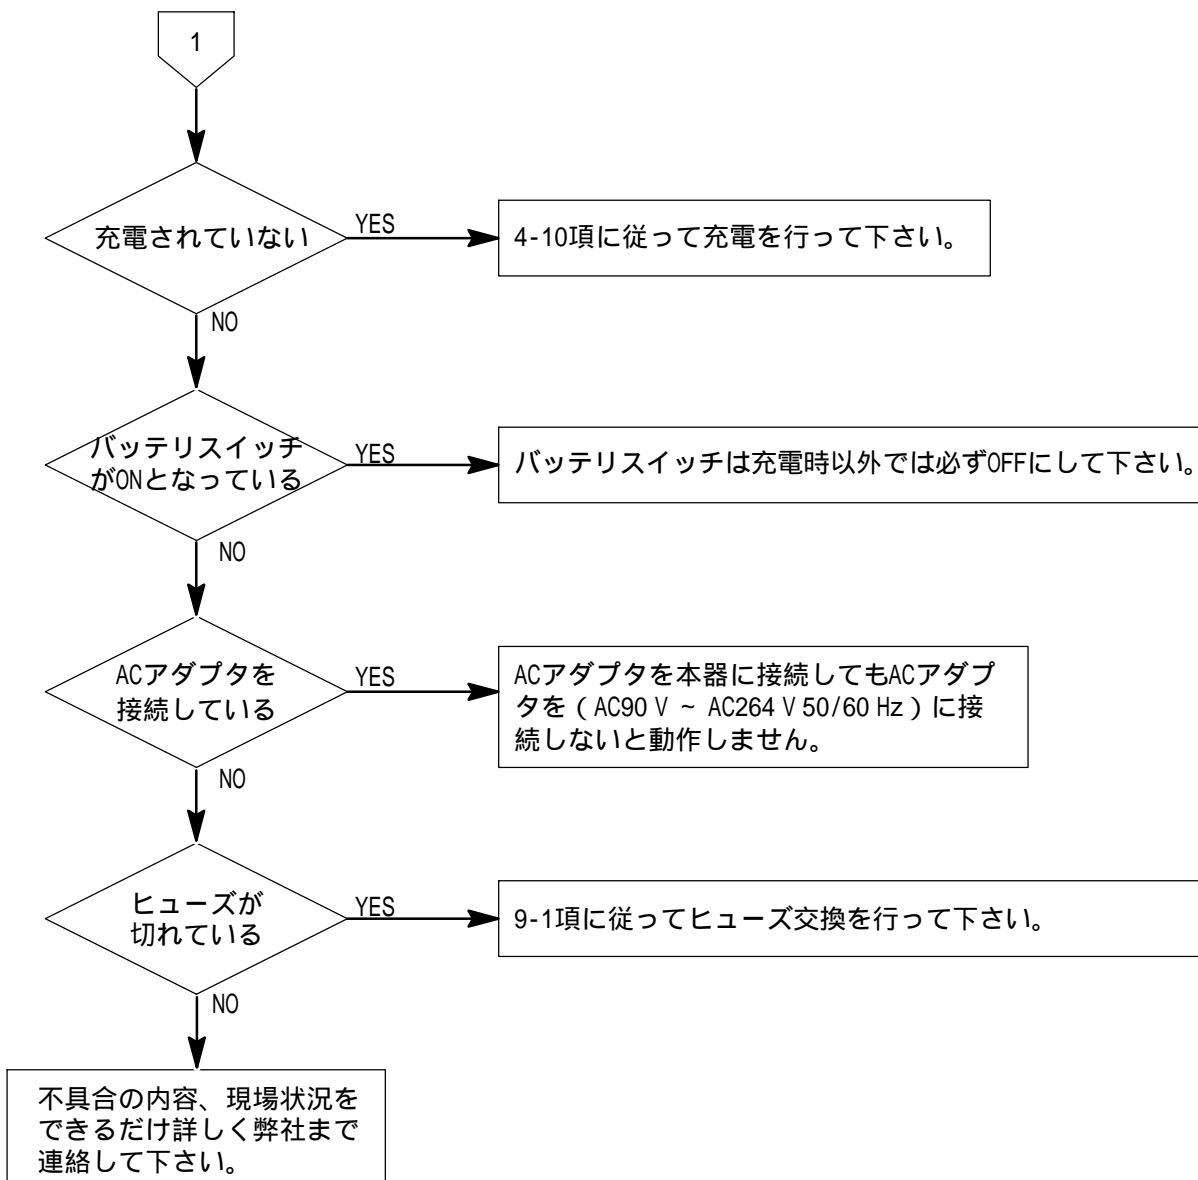 1
充電されていない
YES
4-10項に従って充電を行って下さい。
NO
バッテリスイッチ
がONとなっている
YES
バッテリスイッチは充電時以外では必ずOFFにして下さい。
NO
ACアダプタを
接続している
YES
ACアダプタを本器に接続してもACアダプ
タを（AC90 V ~ AC264 V 50/60 Hz）に接
続しないと動作しません。
NO
ヒューズが
切れている
YES
9-1項に従ってヒューズ交換を行って下さい。
NO
不具合の内容、現場状況を
できるだけ詳しく弊社まで
連絡して下さい。